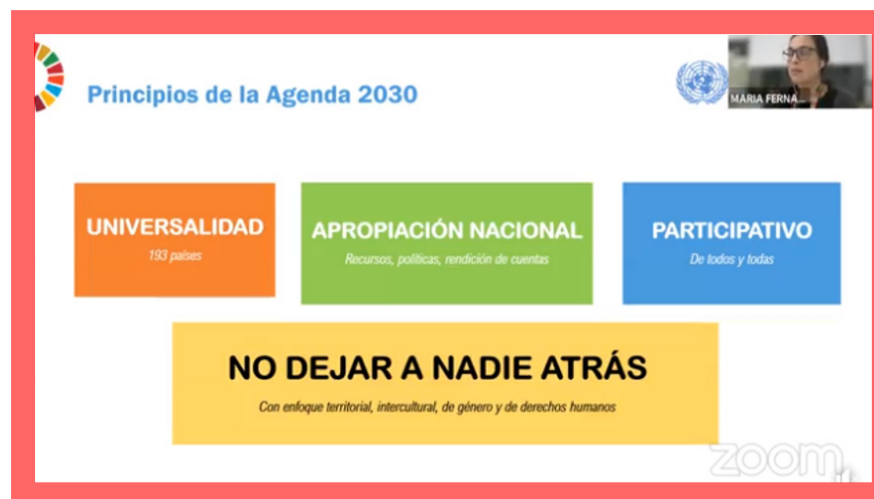 Principios de la Agenda 2030
MARIA FERNA...
UNIVERSALIDAD
193 países
APROPIACIÓN NACIONAL
Recursos, políticas, rendición de cuentas
PARTICIPATIVO
De todos y todas
NO DEJAR A NADIE ATRÁS
Con enfoque territorial, intercultural, de género y de derechos humanos
zoom